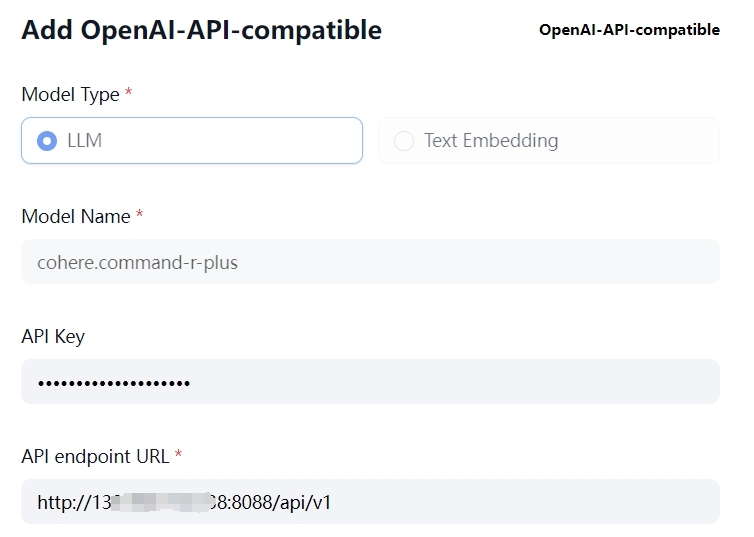 Add OpenAI-API-compatible
OpenAI-API-compatible
Model Type *
LLM
Text Embedding
Model Name *
cohere.command-r-plus
API Key
••••••••••••••••••••
API endpoint URL *
http://13 8:8088/api/v1